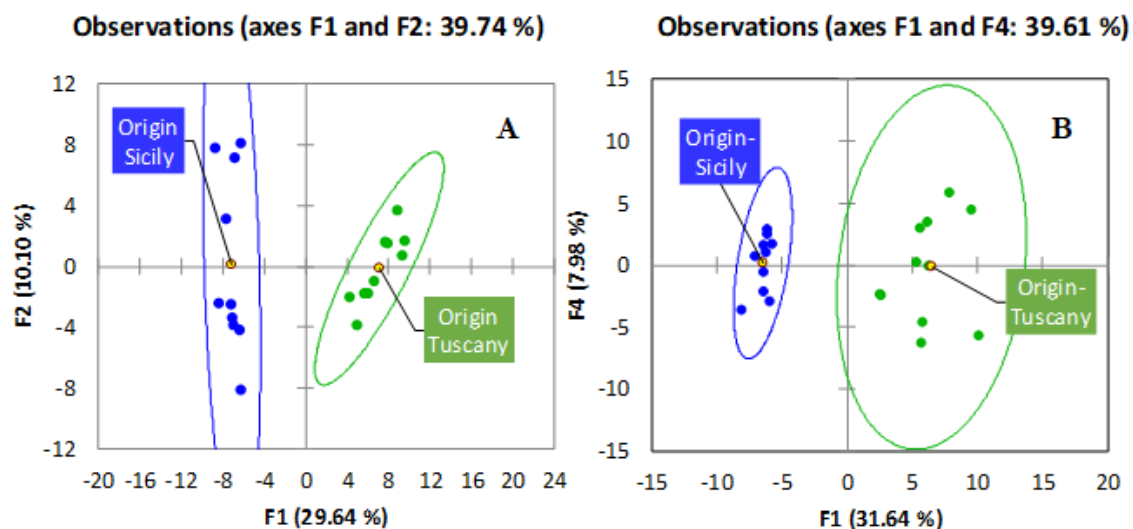 Observations (axes F1 and F2: 39.74 %)
12
8
4
0
-4
-8
-12
F2 (10.10 %)
Origin
Sicily
A
Origin
Tuscany
-20 -16 -12 -8 -4 0 4 8 12 16 20 24
F1 (29.64 %)
Observations (axes F1 and F4: 39.61 %)
15
10
5
0
-5
-10
-15
F4 (7.98 %)
Origin-
Sicily
B
Origin-
Tuscany
-15 -10 -5 0 5 10 15 20
F1 (31.64 %)